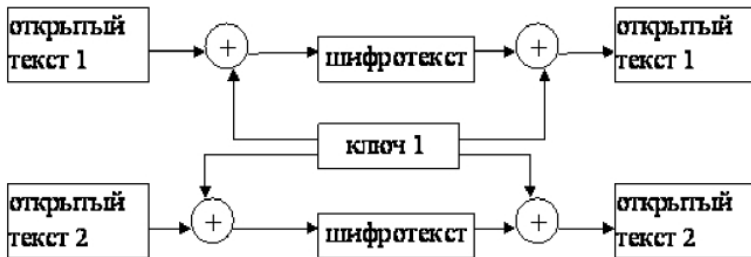 открытый
текст 1
+
шифротекст
+
открытый
текст 1
ключ 1
открытый
текст 2
+
шифротекст
+
открытый
текст 2